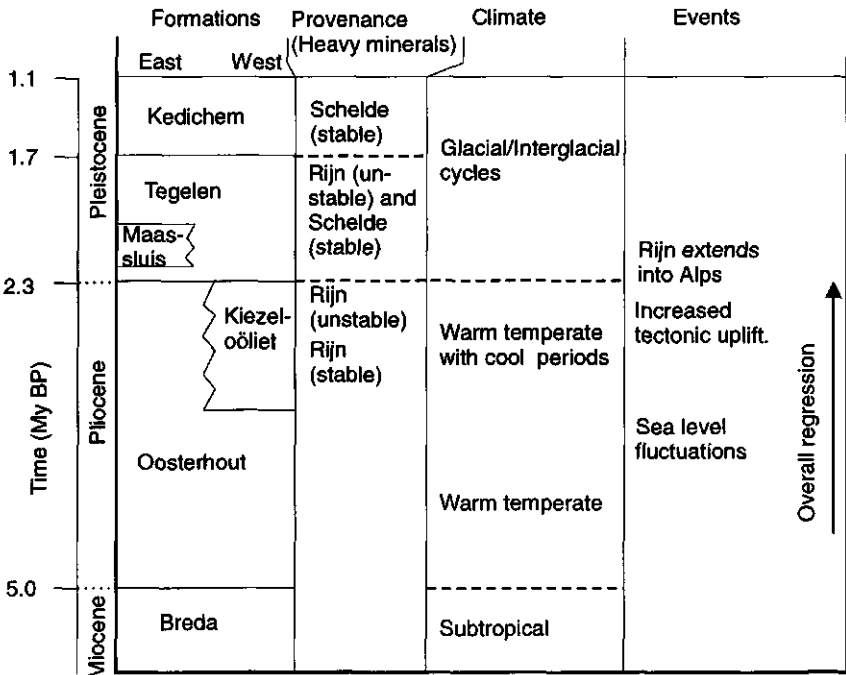 Formations
Provenance
(Heavy minerals)
Climate
Events
East
West
1.1
1.7
2.3
5.0
Time (My BP)
Pleistocene
Pliocene
Miocene
Kedichem
Tegelen
Maas-
sluis
Kiezel-
oöliet
Oosterhout
Breda
Schelde
(stable)
Rijn (un-
stable) and
Schelde
(stable)
Rijn
(unstable)
Rijn
(stable)
Glacial/Interglacial
cycles
Warm temperate
with cool periods
Warm temperate
Subtropical
Rijn extends
into Alps
Increased
tectonic uplift.
Sea level
fluctuations
Overall regression